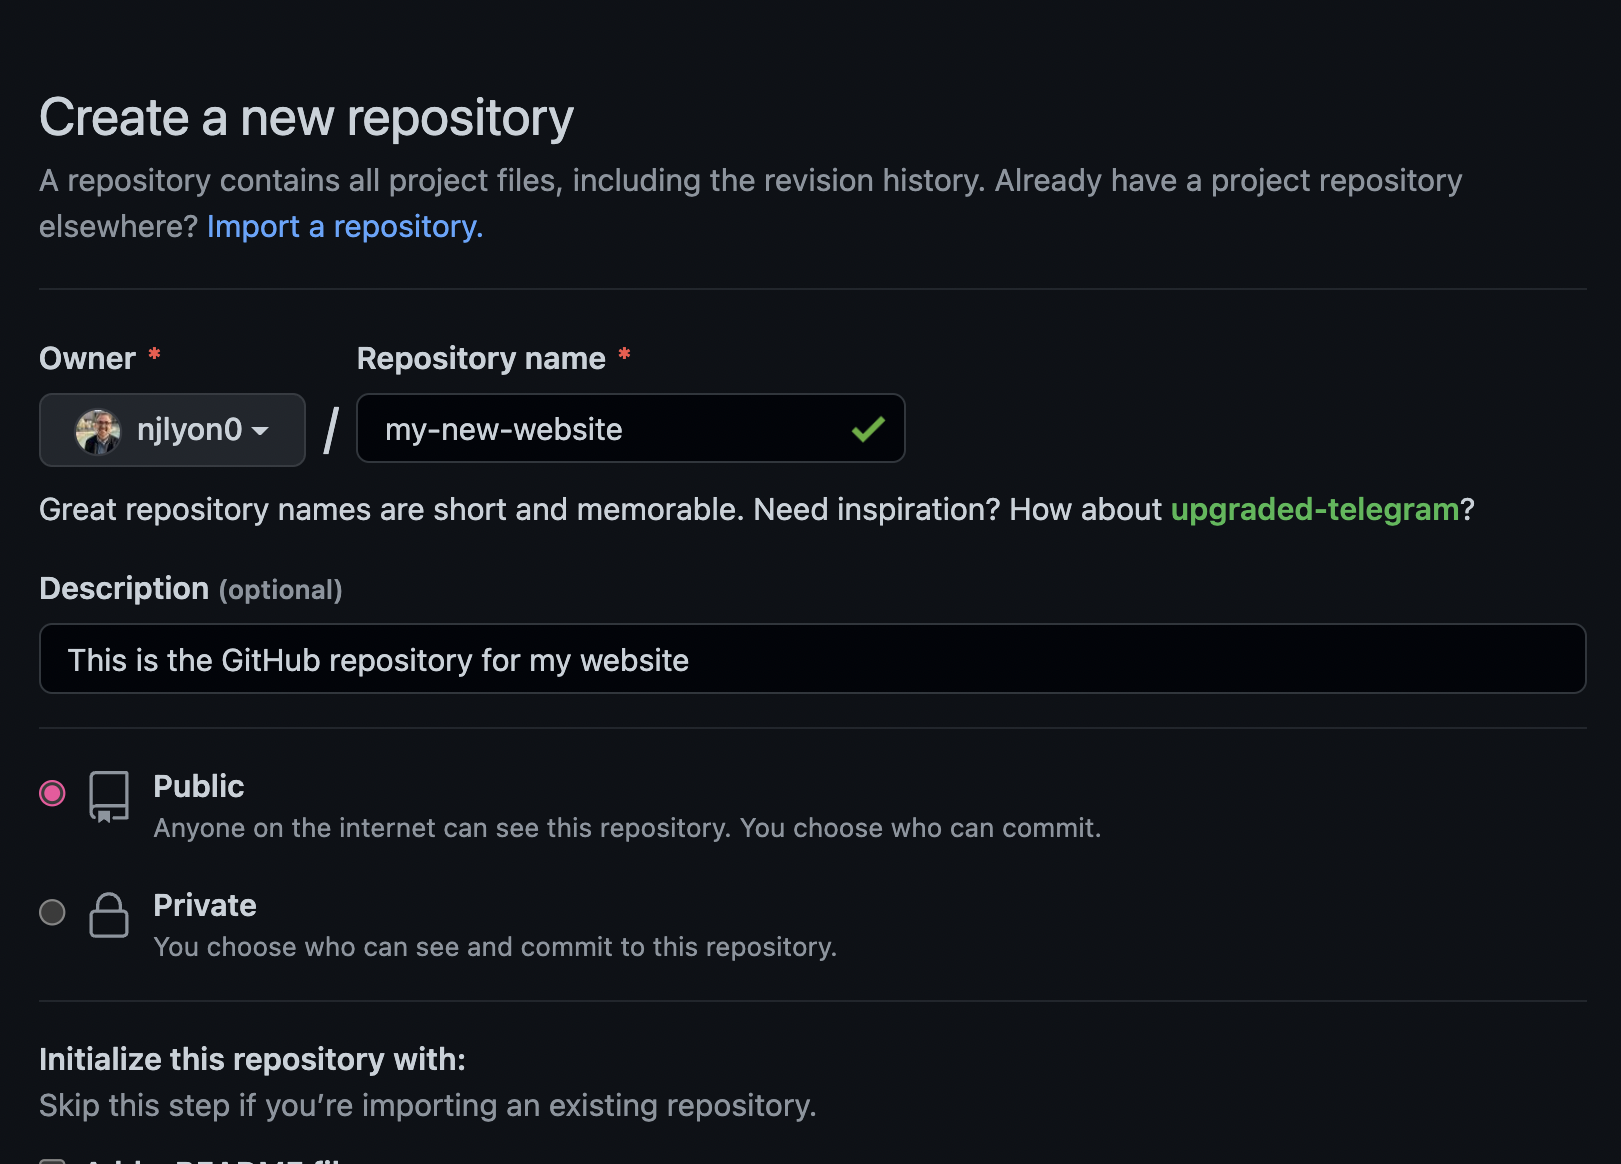 Create a new repository
A repository contains all project files, including the revision history. Already have a project repository
elsewhere? Import a repository.
Owner * Repository name *
njlyon0 / my-new-website
Great repository names are short and memorable. Need inspiration? How about upgraded-telegram?
Description (optional)
This is the GitHub repository for my website
Public
Anyone on the internet can see this repository. You choose who can commit.
Private
You choose who can see and commit to this repository.
Initialize this repository with:
Skip this step if you’re importing an existing repository.